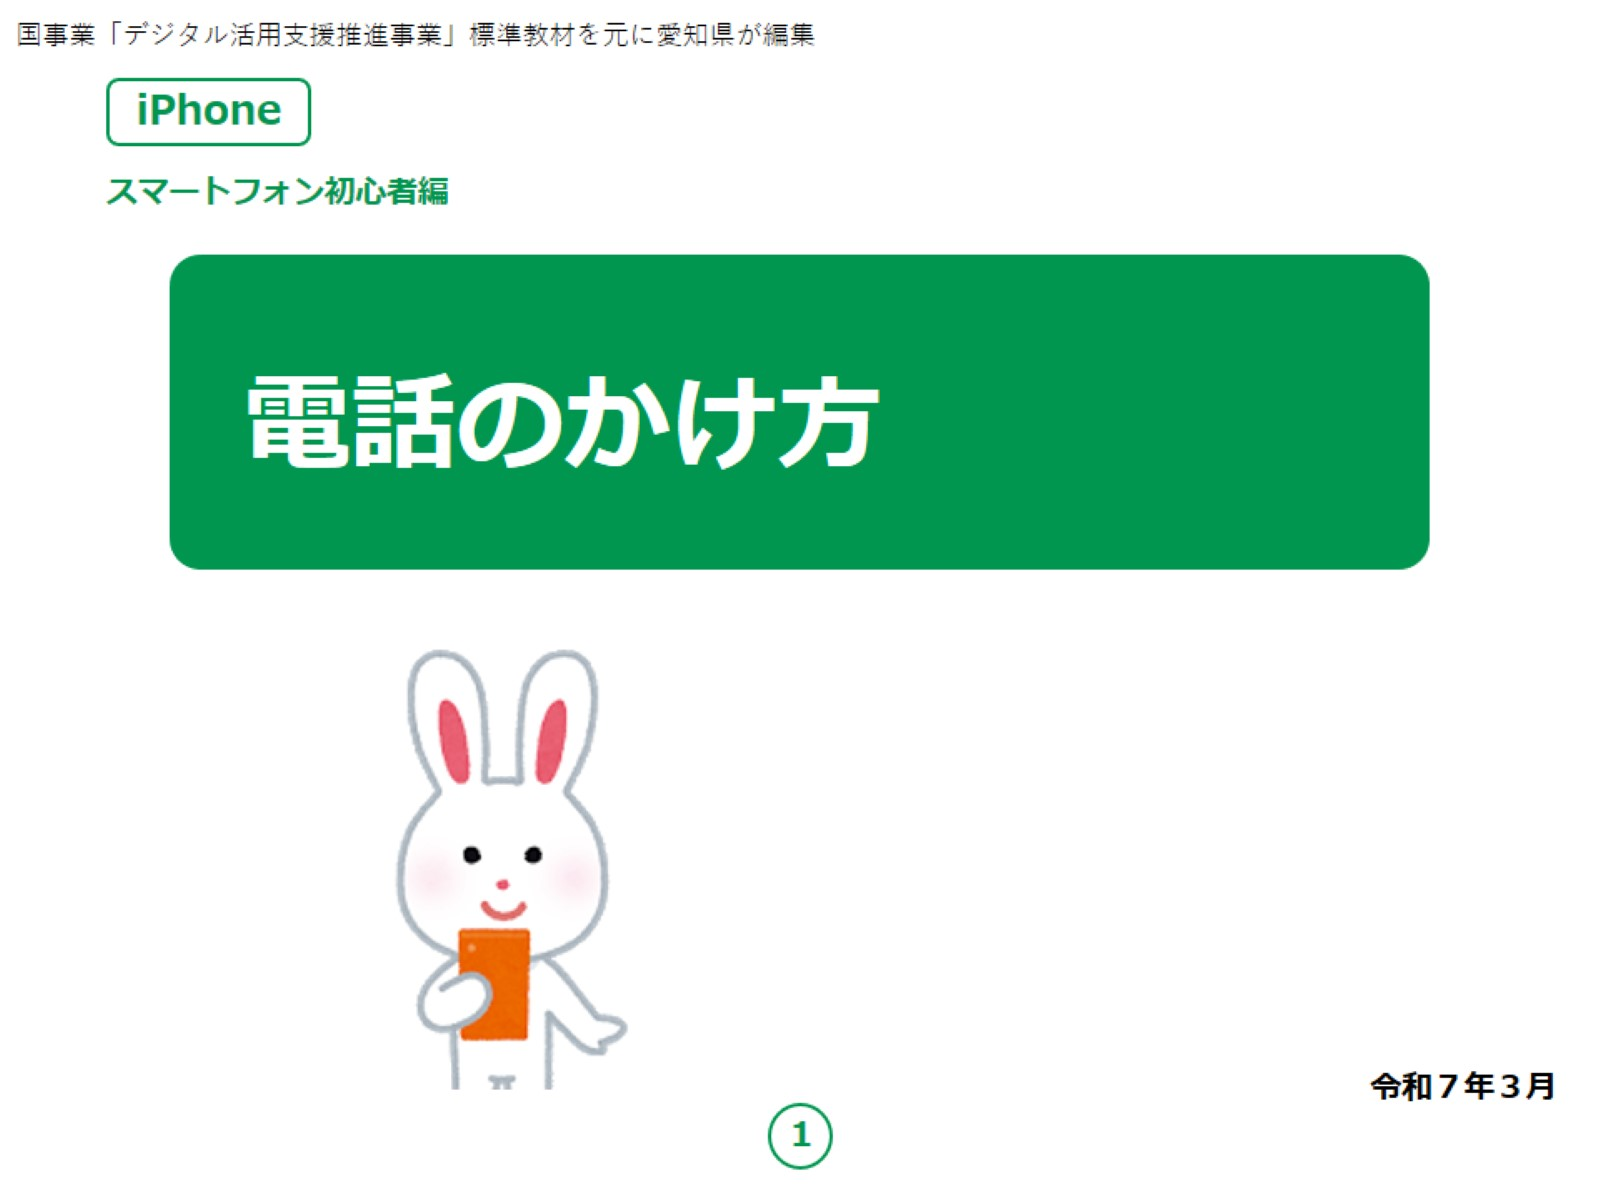 国事業「デジタル活用支援推進事業」標準教材を元に愛知県が編集
iPhone
スマートフォン初心者編
電話のかけ方
令和７年３月
1